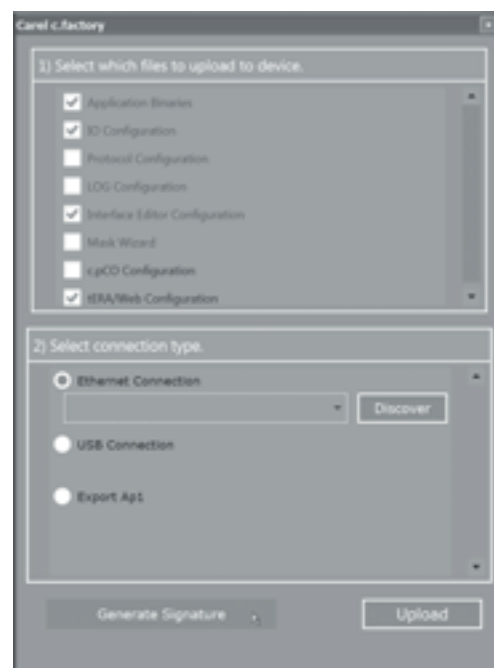 Carel c.factory
1) Select which files to upload to device.
Application Binaries
IO Configuration
Protocol Configuration
LOG Configuration
Interface Editor Configuration
Mask Wizard
c.pCO Configuration
tERA/Web Configuration
2) Select connection type.
Ethernet Connection
Discover
USB Connection
Export Ap1
Generate Signature
Upload